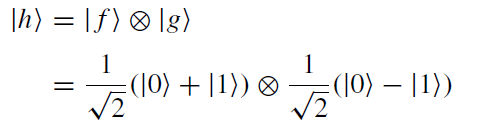 |h⟩ = |f⟩ ⊗ |g⟩
= 1/√2 (|0⟩ + |1⟩) ⊗ 1/√2 (|0⟩ − |1⟩)